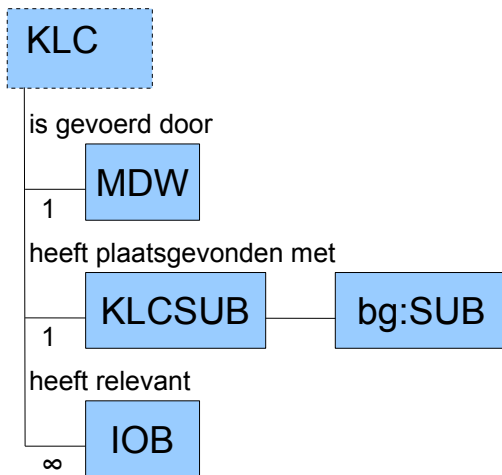 KLC
is gevoerd door
MDW
1
heeft plaatsgevonden met
KLCSUB
bg:SUB
1
heeft relevant
IOB
∞